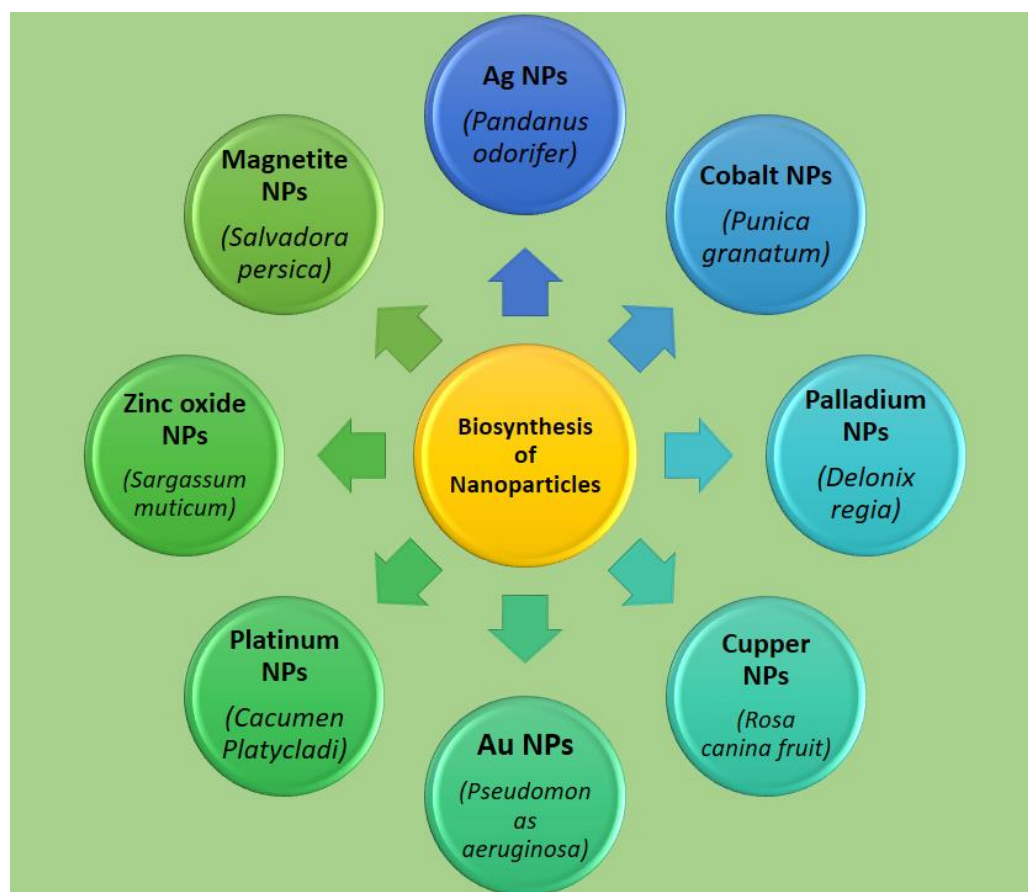 Ag NPs
(Pandanus
odorifer)
Cobalt NPs
(Punica
granatum)
Palladium
NPs
(Delonix
regia)
Cupper
NPs
(Rosa
canina fruit)
Au NPs
(Pseudomon
as
aeruginosa)
Platinum
NPs
(Cacumen
Platycladi)
Zinc oxide
NPs
(Sargassum
muticum)
Magnetite
NPs
(Salvadora
persica)
Biosynthesis
of
Nanoparticles